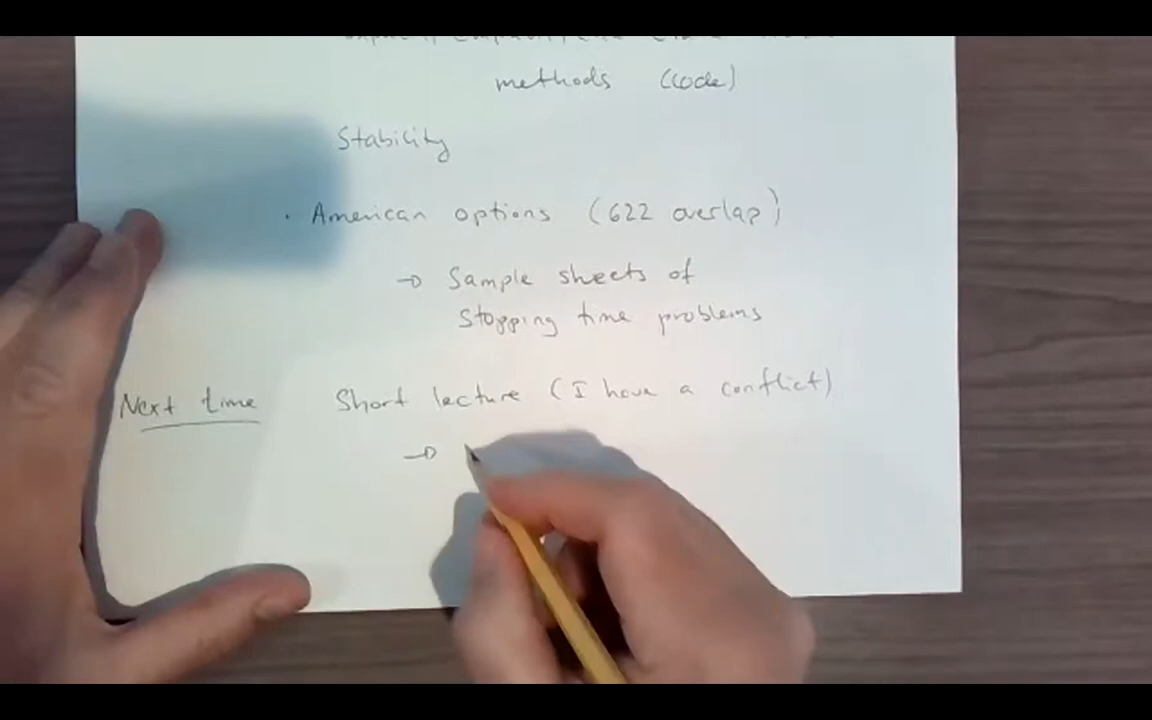 methods (code)
Stability
· American options (622 overlap)
→ Sample sheets of
stopping time problems
Next time Short lecture (I have a conflict)
→